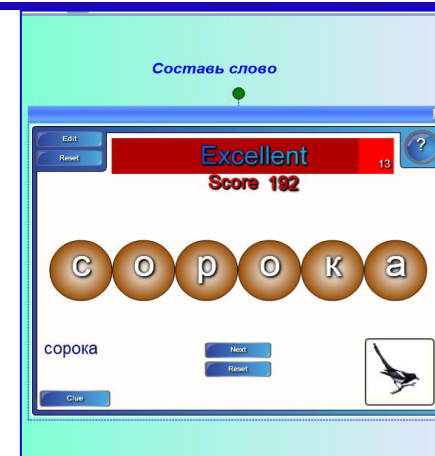 Составь слово
Edit
Reset
Excellent
13
?
Score 192
с о р о к а
сорока
Next
Reset
Clue